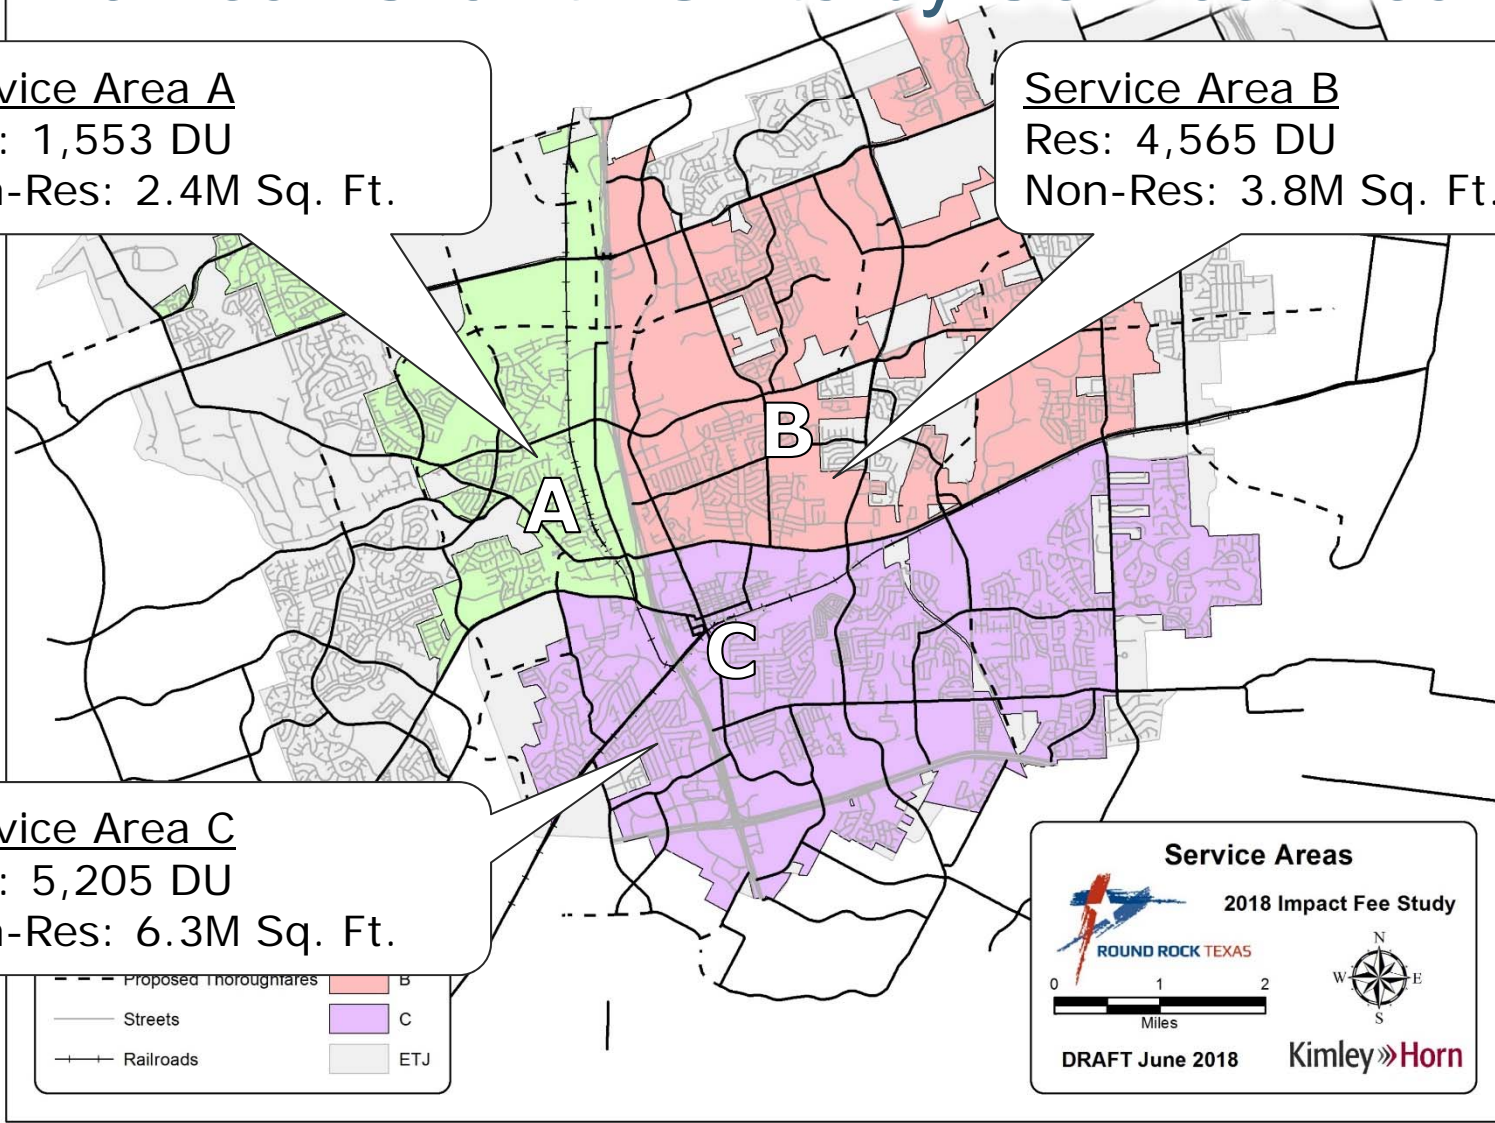 vice Area A
: 1,553 DU
-Res: 2.4M Sq. Ft.
Service Area B
Res: 4,565 DU
Non-Res: 3.8M Sq. Ft.
A
B
C
vice Area C
: 5,205 DU
-Res: 6.3M Sq. Ft.
Proposed Thoroughfares
B
Streets
C
Railroads
ETJ
Service Areas
2018 Impact Fee Study
ROUND ROCK TEXAS
N
W
E
S
0 1 2
Miles
DRAFT June 2018
Kimley»Horn